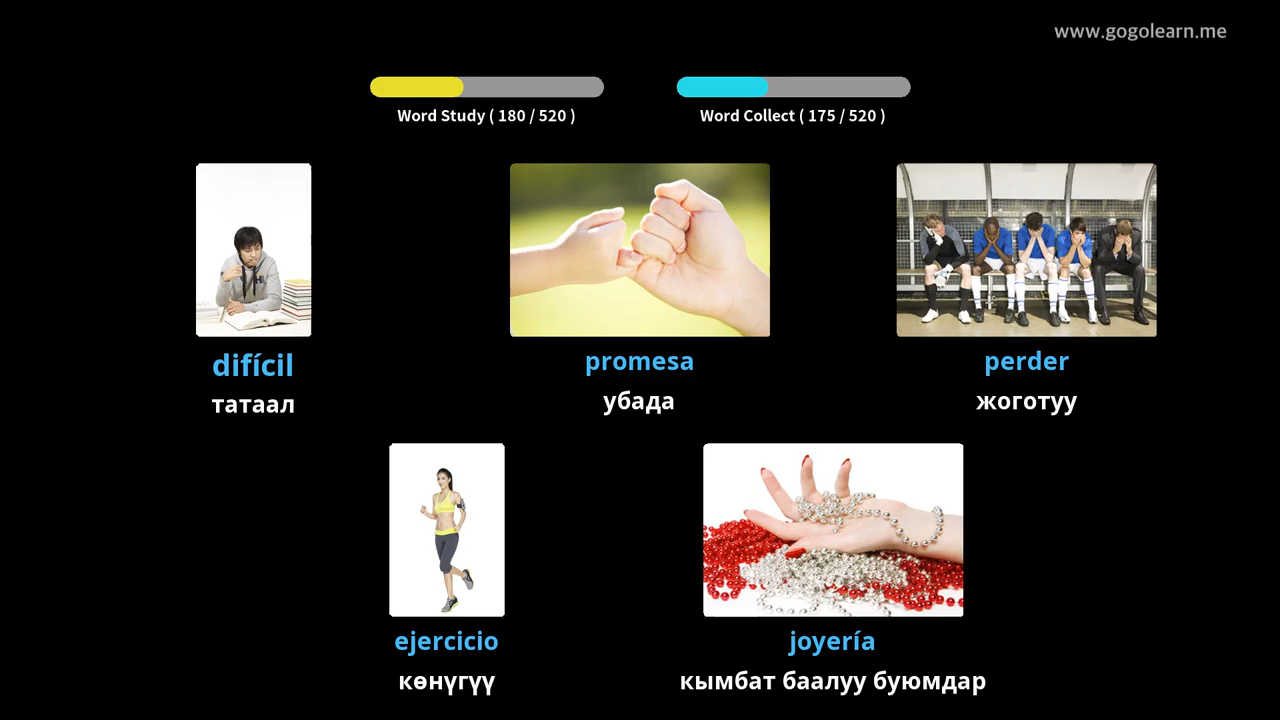 www.gogolearn.me
Word Study ( 180 / 520 )
Word Collect ( 175 / 520 )
difícil
татаал
promesa
убада
perder
жоготуу
ejercicio
көнүгүү
joyería
кымбат баалуу буюмдар